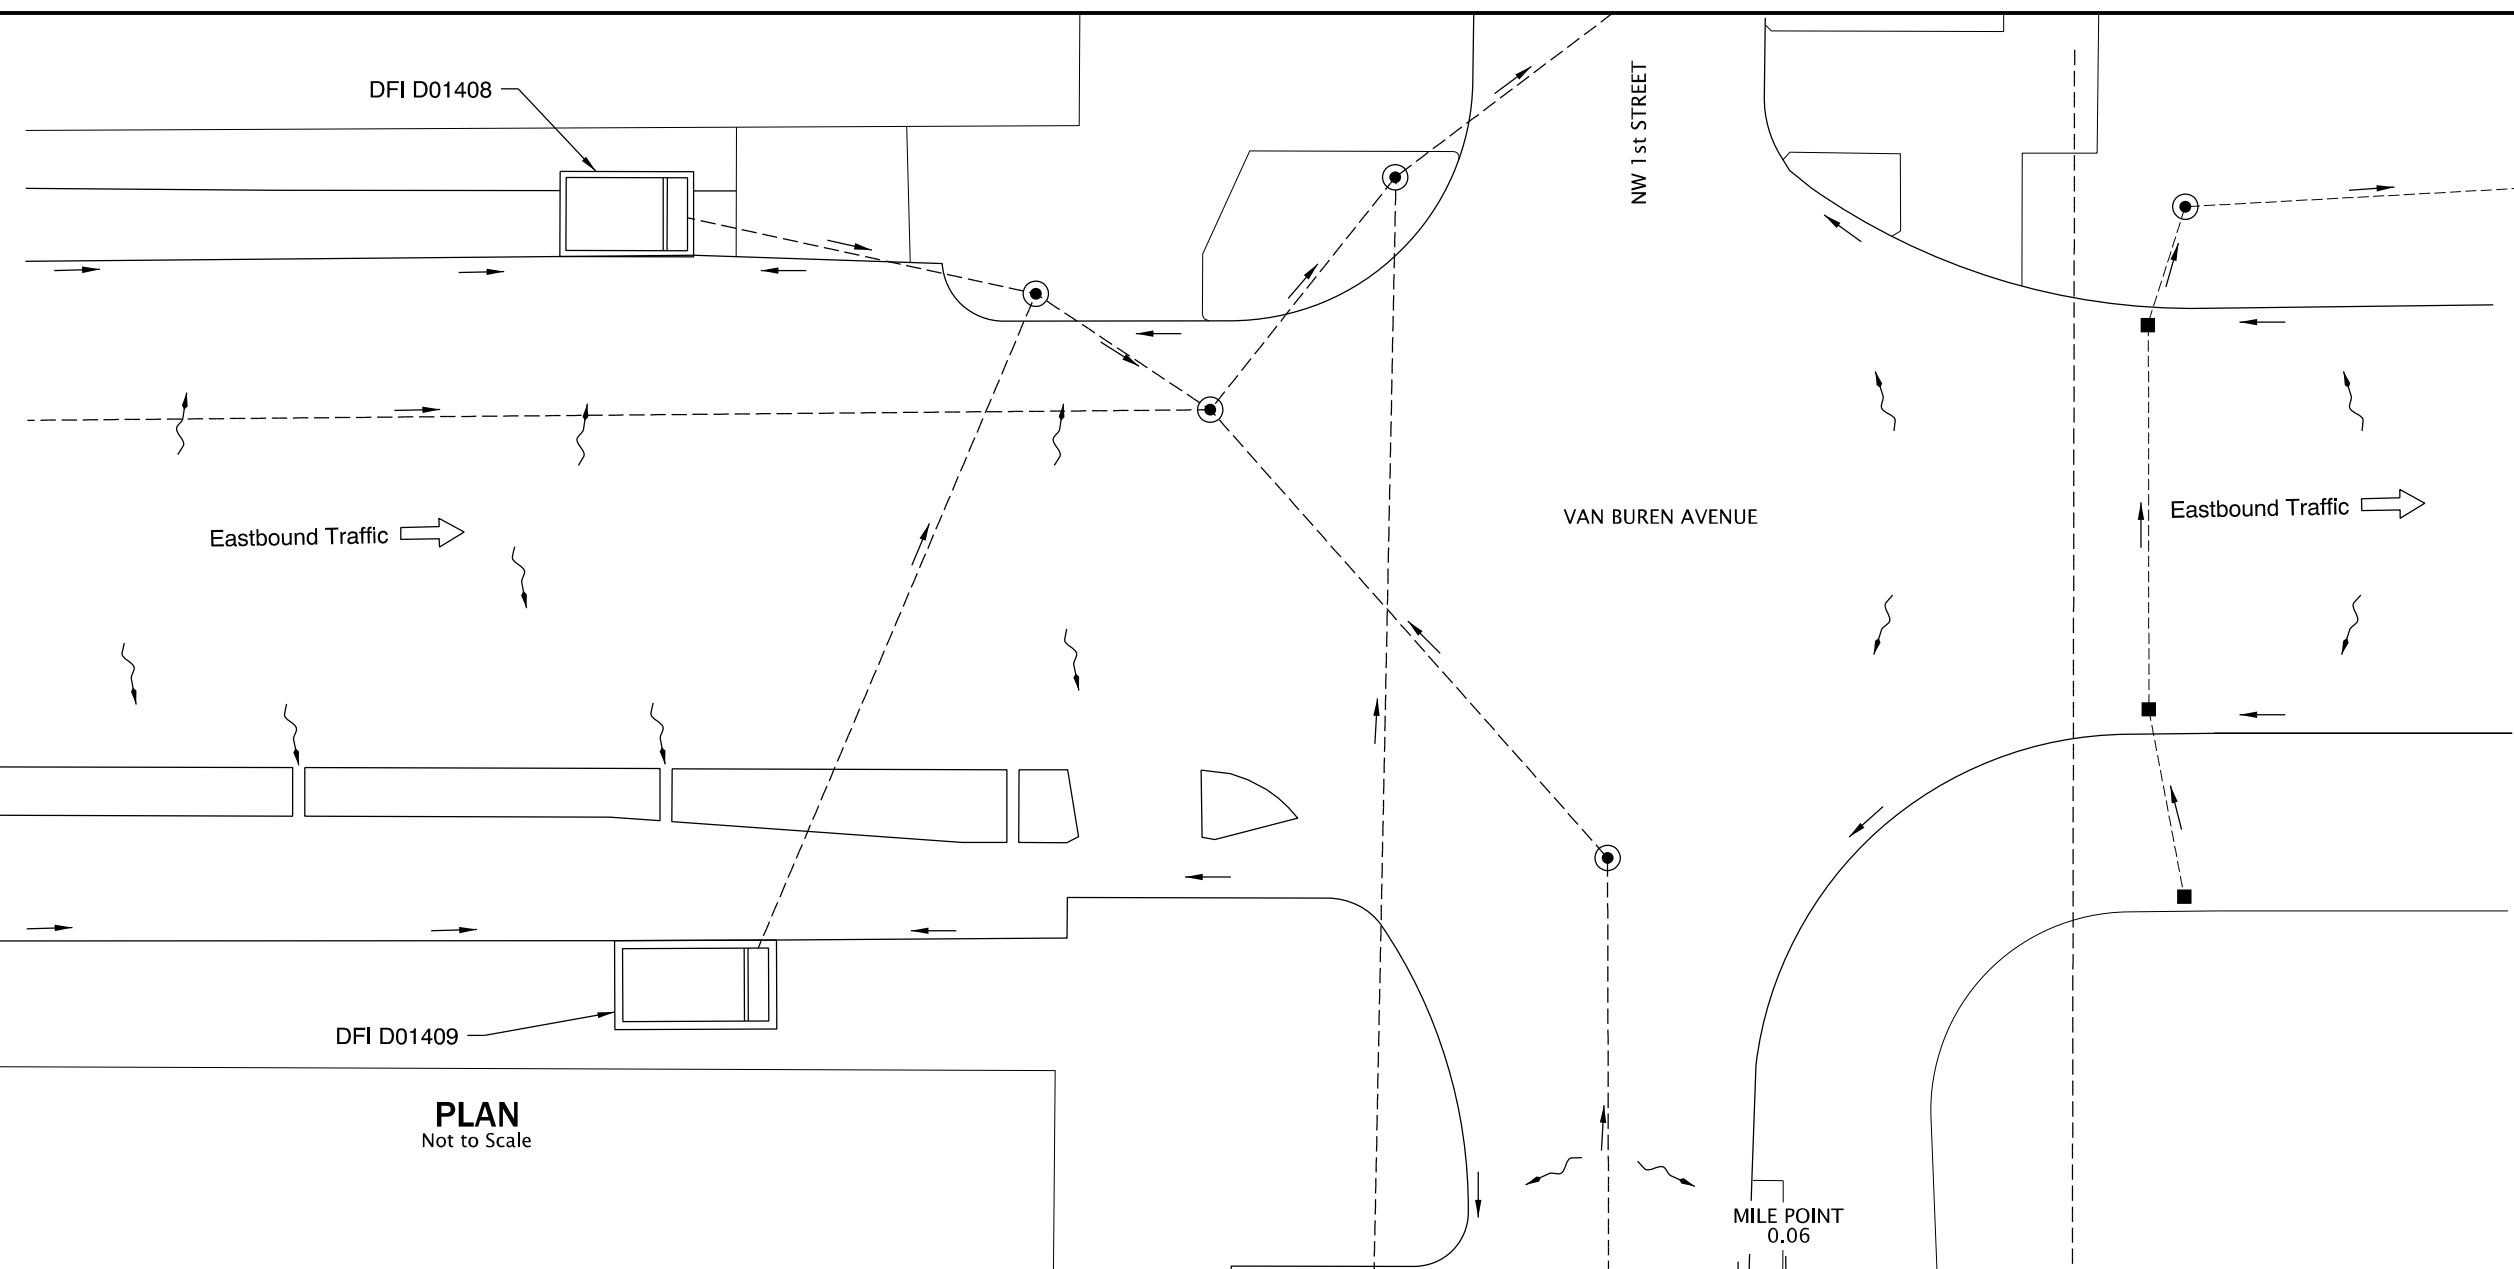 DFI D01408
NW 1st STREET
Eastbound Traffic
VAN BUREN AVENUE
Eastbound Traffic
DFI D01409
PLAN
Not to Scale
MILE POINT
0.06